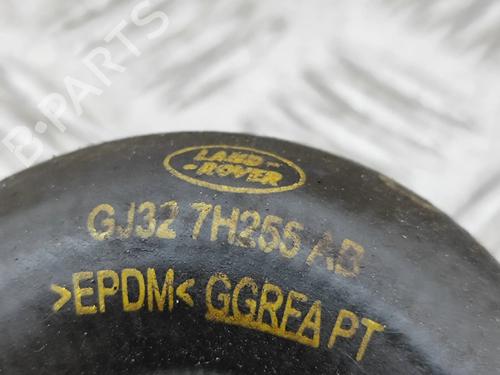 B-PARTS
LAND-
-ROVER
GJ32 7H255 AB
>EPDM< GGRFA PT